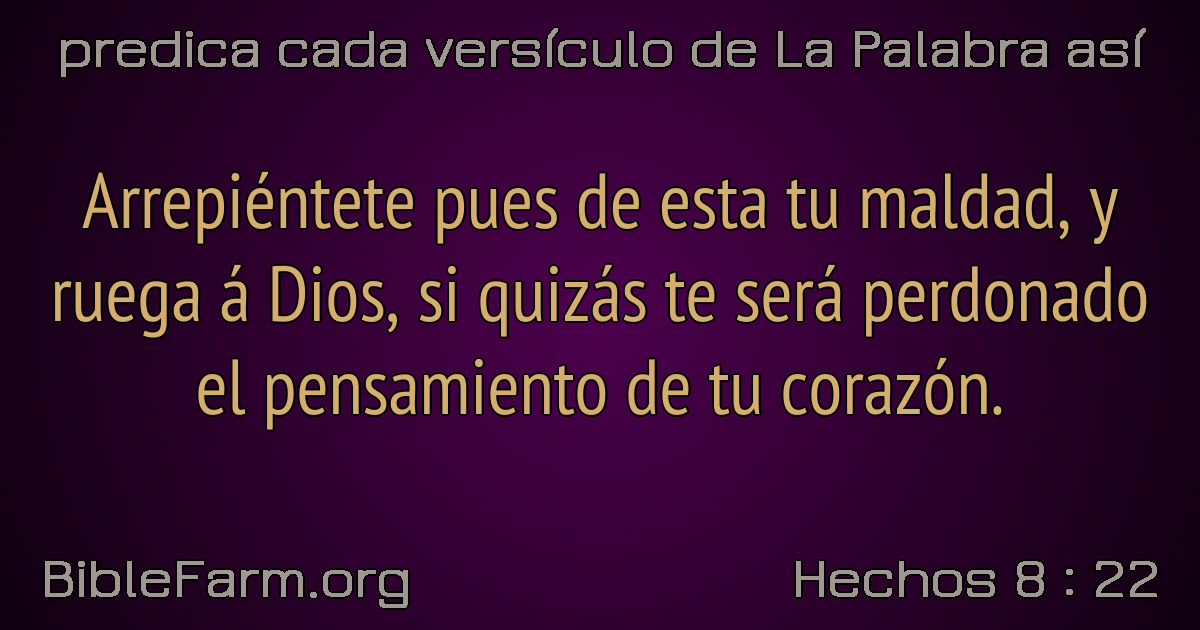 predica cada versículo de La Palabra así
Arrepiéntete pues de esta tu maldad, y
ruega á Dios, si quizás te será perdonado
el pensamiento de tu corazón.
BibleFarm.org
Hechos 8 : 22